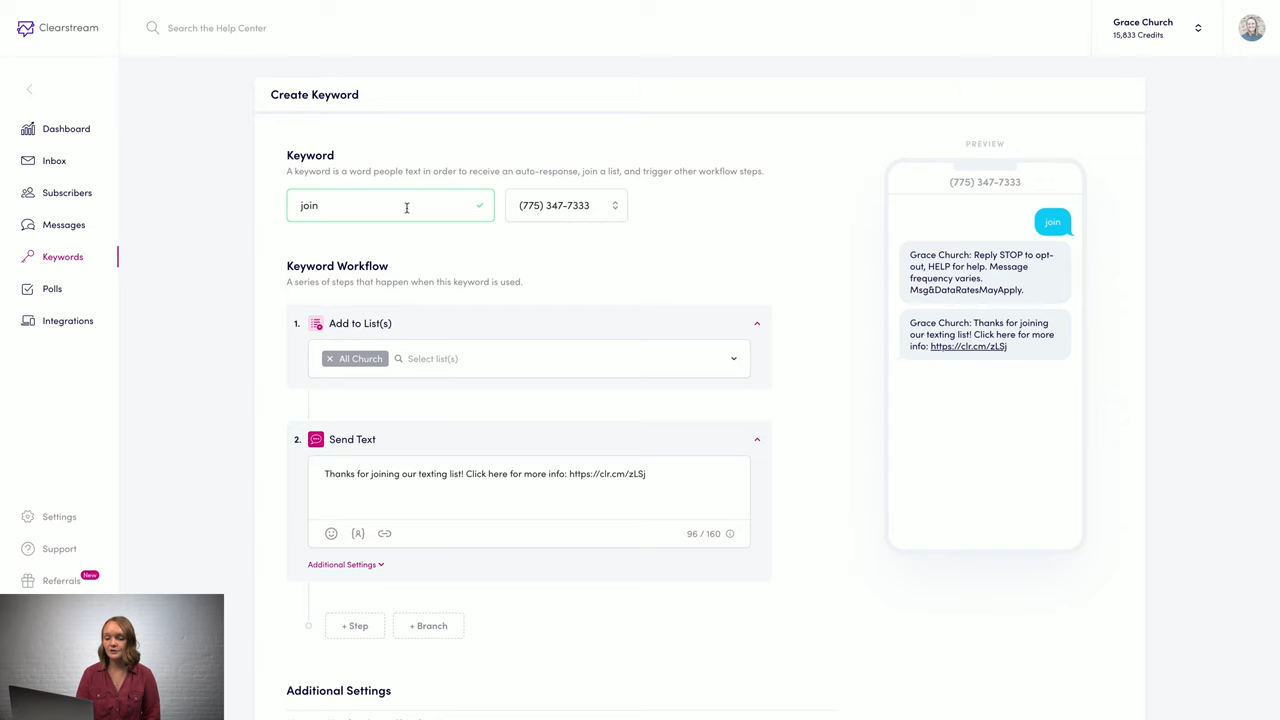 Clearstream
Search the Help Center
Grace Church
15,833 Credits
Dashboard
Inbox
Subscribers
Messages
Keywords
Polls
Integrations
Settings
Support
Referrals
New
Create Keyword
Keyword
A keyword is a word people text in order to receive an auto-response, join a list, and trigger other workflow steps.
join
(775) 347-7333
Keyword Workflow
A series of steps that happen when this keyword is used.
1. Add to List(s)
All Church
Select list(s)
2. Send Text
Thanks for joining our texting list! Click here for more info: https://clr.cm/zLSj
96 / 160
Additional Settings
+ Step
+ Branch
Additional Settings
PREVIEW
(775) 347-7333
join
Grace Church: Reply STOP to opt-
out, HELP for help. Message
frequency varies.
Msg&DataRatesMayApply.
Grace Church: Thanks for joining
our texting list! Click here for more
info: https://clr.cm/zLSj